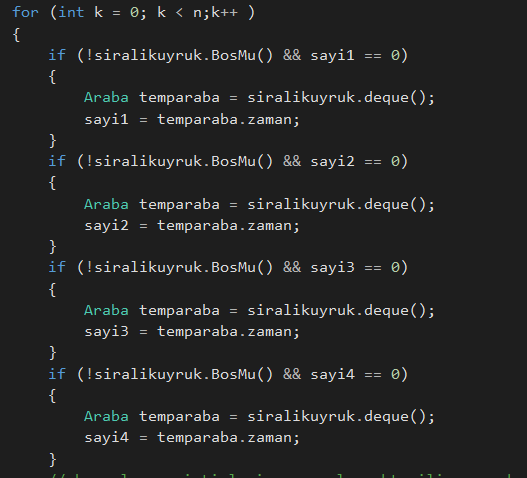 for (int k = 0; k < n;k++ )
{
if (!siralikuyruk.BosMu() && sayi1 == 0)
{
Araba temparaba = siralikuyruk.deque();
sayi1 = temparaba.zaman;
}
if (!siralikuyruk.BosMu() && sayi2 == 0)
{
Araba temparaba = siralikuyruk.deque();
sayi2 = temparaba.zaman;
}
if (!siralikuyruk.BosMu() && sayi3 == 0)
{
Araba temparaba = siralikuyruk.deque();
sayi3 = temparaba.zaman;
}
if (!siralikuyruk.BosMu() && sayi4 == 0)
{
Araba temparaba = siralikuyruk.deque();
sayi4 = temparaba.zaman;
}